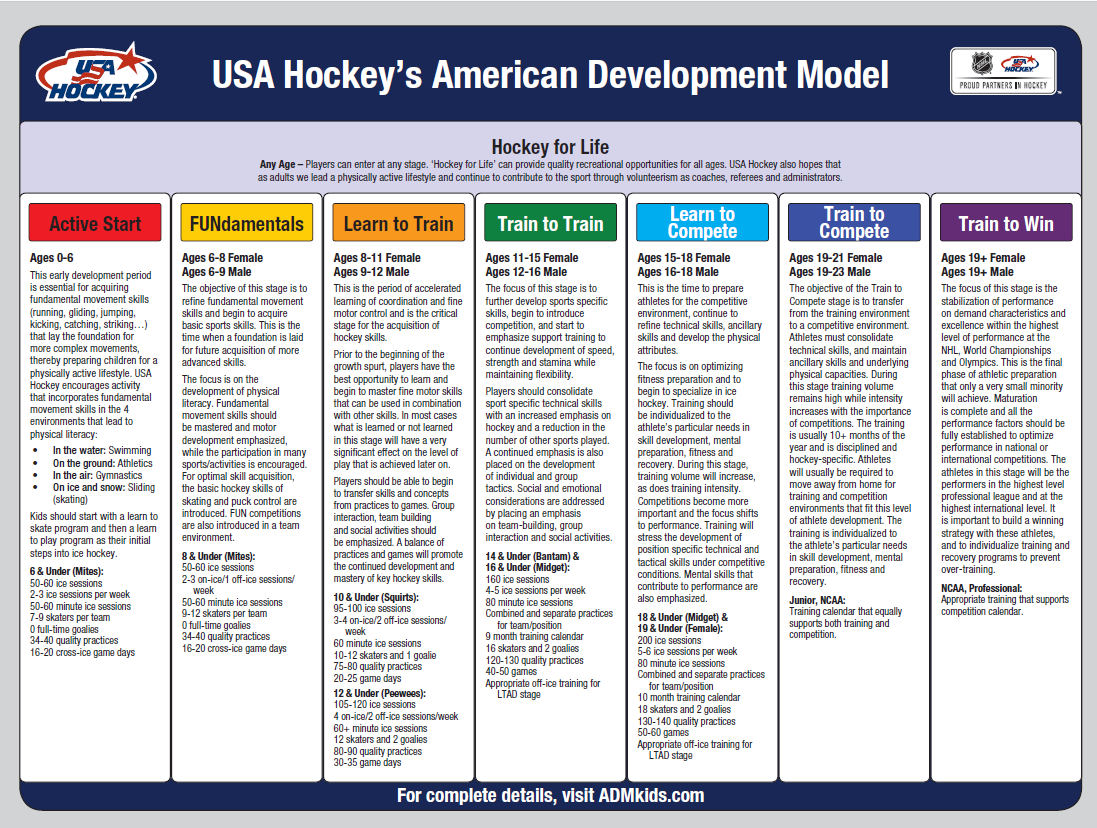 USA
HOCKEY
USA Hockey's American Development Model
NHL
USA
HOCKEY
PROUD PARTNERS IN HOCKEY
Hockey for Life
Any Age – Players can enter at any stage. 'Hockey for Life' can provide quality recreational opportunities for all ages. USA Hockey also hopes that
as adults we lead a physically active lifestyle and continue to contribute to the sport through volunteerism as coaches, referees and administrators.
Active Start
Ages 0-6
This early development period
is essential for acquiring
fundamental movement skills
(running, gliding, jumping,
kicking, catching, striking…)
that lay the foundation for
more complex movements,
thereby preparing children for a
physically active lifestyle. USA
Hockey encourages activity
that incorporates fundamental
movement skills in the 4
environments that lead to
physical literacy:
• In the water: Swimming
• On the ground: Athletics
• In the air: Gymnastics
• On ice and snow: Sliding
(skating)
Kids should start with a learn to
skate program and then a learn
to play program as their initial
steps into ice hockey.
6 & Under (Mites):
50-60 ice sessions
2-3 ice sessions per week
50-60 minute ice sessions
7-9 skaters per team
0 full-time goalies
34-40 quality practices
16-20 cross-ice game days
FUNdamentals
Ages 6-8 Female
Ages 6-9 Male
The objective of this stage is to
refine fundamental movement
skills and begin to acquire
basic sports skills. This is the
time when a foundation is laid
for future acquisition of more
advanced skills.
The focus is on the
development of physical
literacy. Fundamental
movement skills should
be mastered and motor
development emphasized,
while the participation in many
sports/activities is encouraged.
For optimal skill acquisition,
the basic hockey skills of
skating and puck control are
introduced. FUN competitions
are also introduced in a team
environment.
8 & Under (Mites):
50-60 ice sessions
2-3 on-ice/1 off-ice sessions/
week
50-60 minute ice sessions
9-12 skaters per team
0 full-time goalies
34-40 quality practices
16-20 cross-ice game days
Learn to Train
Ages 8-11 Female
Ages 9-12 Male
This is the period of accelerated
learning of coordination and fine
motor control and is the critical
stage for the acquisition of
hockey skills.
Prior to the beginning of the
growth spurt, players have the
best opportunity to learn and
begin to master fine motor skills
that can be used in combination
with other skills. In most cases
what is learned or not learned
in this stage will have a very
significant effect on the level of
play that is achieved later on.
Players should be able to begin
to transfer skills and concepts
from practices to games. Group
interaction, team building
and social activities should
be emphasized. A balance of
practices and games will promote
the continued development and
mastery of key hockey skills.
10 & Under (Squirts):
95-100 ice sessions
3-4 on-ice/2 off-ice sessions/
week
60 minute ice sessions
10-12 skaters and 1 goalie
75-80 quality practices
20-25 game days
12 & Under (Peewees):
105-120 ice sessions
4 on-ice/2 off-ice sessions/week
60+ minute ice sessions
12 skaters and 2 goalies
80-90 quality practices
30-35 game days
Train to Train
Ages 11-15 Female
Ages 12-16 Male
The focus of this stage is to
further develop sports specific
skills, begin to introduce
competition, and start to
emphasize support training to
continue development of speed,
strength and stamina while
maintaining flexibility.
Players should consolidate
sport specific technical skills
with an increased emphasis on
hockey and a reduction in the
number of other sports played.
A continued emphasis is also
placed on the development
of individual and group
tactics. Social and emotional
considerations are addressed
by placing an emphasis
on team-building, group
interaction and social activities.
14 & Under (Bantam) &
16 & Under (Midget):
160 ice sessions
4-5 ice sessions per week
80 minute ice sessions
Combined and separate practices
for team/position
9 month training calendar
16 skaters and 2 goalies
120-130 quality practices
40-50 games
Appropriate off-ice training for
LTAD stage
Learn to
Compete
Ages 15-18 Female
Ages 16-18 Male
This is the time to prepare
athletes for the competitive
environment, continue to
refine technical skills, ancillary
skills and develop the physical
attributes.
The focus is on optimizing
fitness preparation and to
begin to specialize in ice
hockey. Training should
be individualized to the
athlete's particular needs in
skill development, mental
preparation, fitness and
recovery. During this stage,
training volume will increase,
as does training intensity.
Competitions become more
important and the focus shifts
to performance. Training will
stress the development of
position specific technical and
tactical skills under competitive
conditions. Mental skills that
contribute to performance are
also emphasized.
18 & Under (Midget) &
19 & Under (Female):
200 ice sessions
5-6 ice sessions per week
80 minute ice sessions
Combined and separate practices
for team/position
10 month training calendar
18 skaters and 2 goalies
130-140 quality practices
50-60 games
Appropriate off-ice training for
LTAD stage
Train to
Compete
Ages 19-21 Female
Ages 19-23 Male
The objective of the Train to
Compete stage is to transfer
from the training environment
to a competitive environment.
Athletes must consolidate
technical skills, and maintain
ancillary skills and underlying
physical capacities. During
this stage training volume
remains high while intensity
increases with the importance
of competitions. The training
is usually 10+ months of the
year and is disciplined and
hockey-specific. Athletes
will usually be required to
move away from home for
training and competition
environments that fit this level
of athlete development. The
training is individualized to
the athlete's particular needs
in skill development, mental
preparation, fitness and
recovery.
Junior, NCAA:
Training calendar that equally
supports both training and
competition.
Train to Win
Ages 19+ Female
Ages 19+ Male
The focus of this stage is the
stabilization of performance
on demand characteristics and
excellence within the highest
level of performance at the
NHL, World Championships
and Olympics. This is the final
phase of athletic preparation
that only a very small minority
will achieve. Maturation
is complete and all the
performance factors should be
fully established to optimize
performance in national or
international competitions. The
athletes in this stage will be the
performers in the highest level
professional league and at the
highest international level. It
is important to build a winning
strategy with these athletes,
and to individualize training and
recovery programs to prevent
over-training.
NCAA, Professional:
Appropriate training that supports
competition calendar.
For complete details, visit ADMkids.com